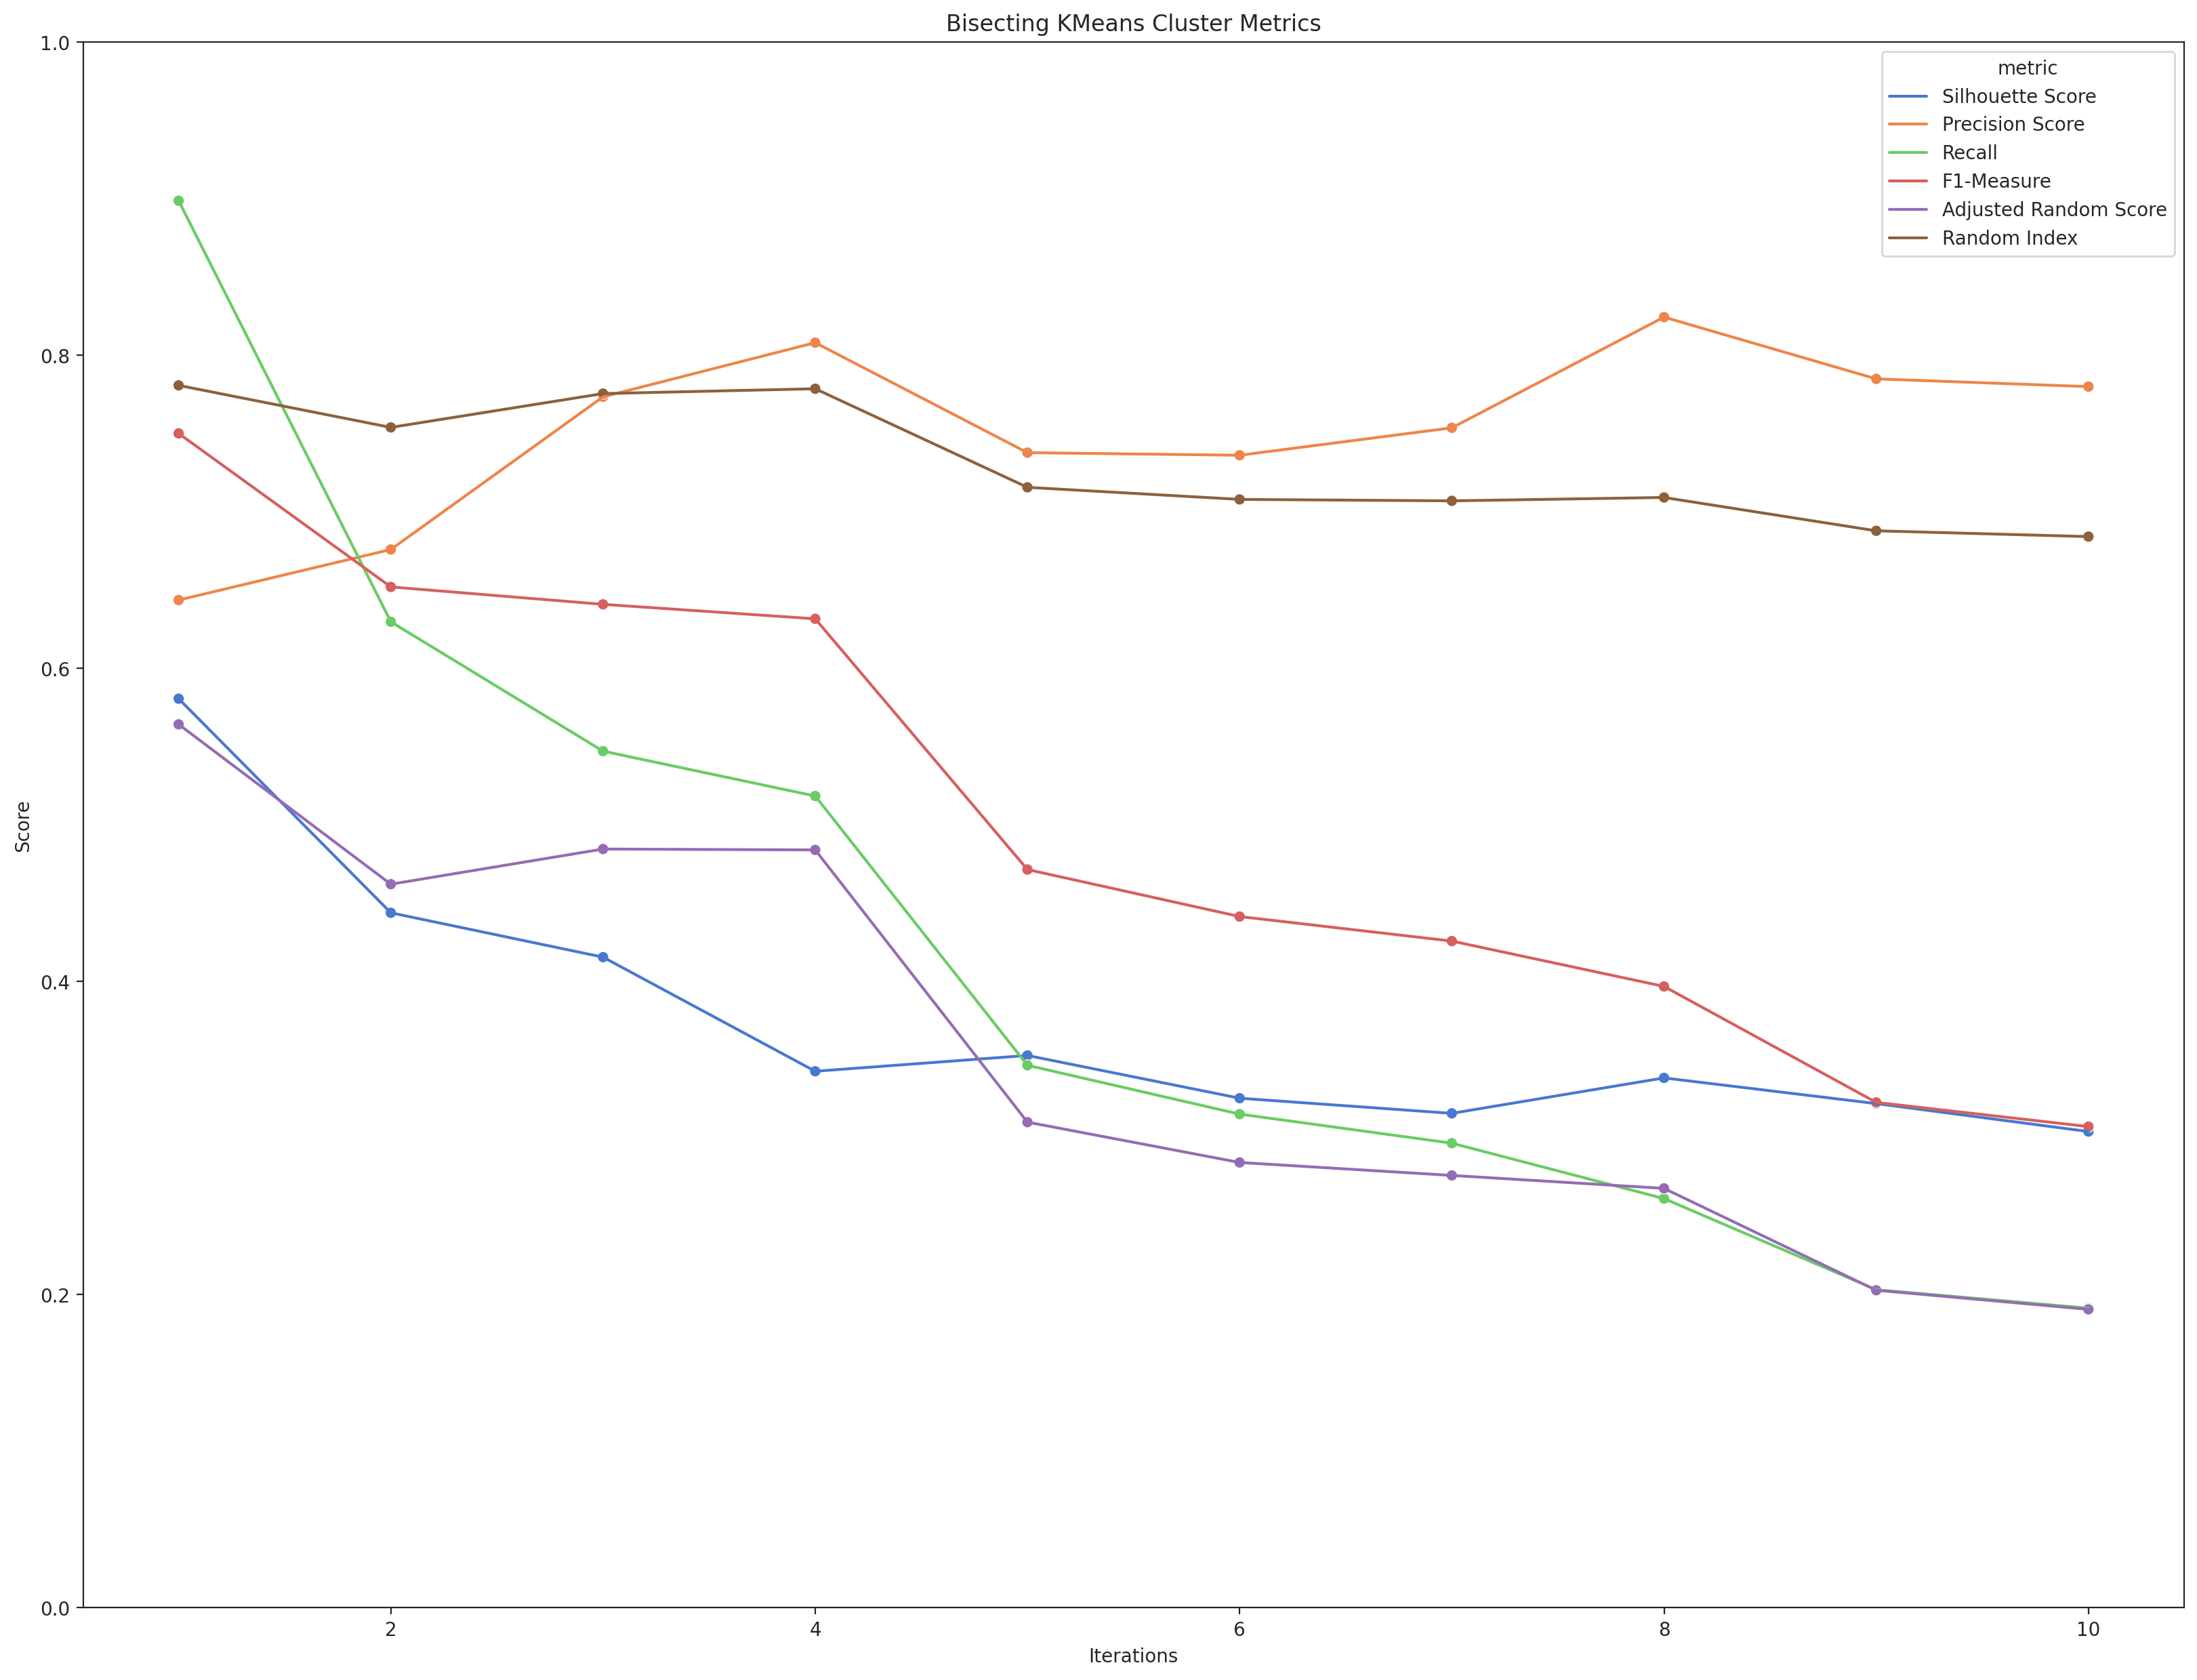 Bisecting KMeans Cluster Metrics
metric
Silhouette Score
Precision Score
Recall
F1-Measure
Adjusted Random Score
Random Index
Score
1.0
0.8
0.6
0.4
0.2
0.0
2 4 6 8 10
Iterations